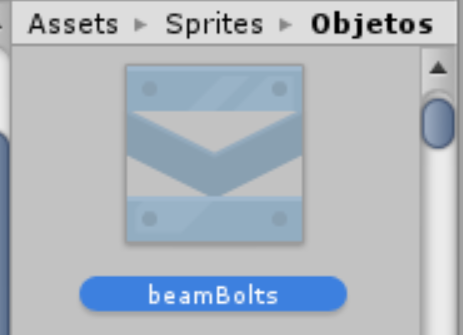 Assets ▸ Sprites ▸ Objetos
beamBolts